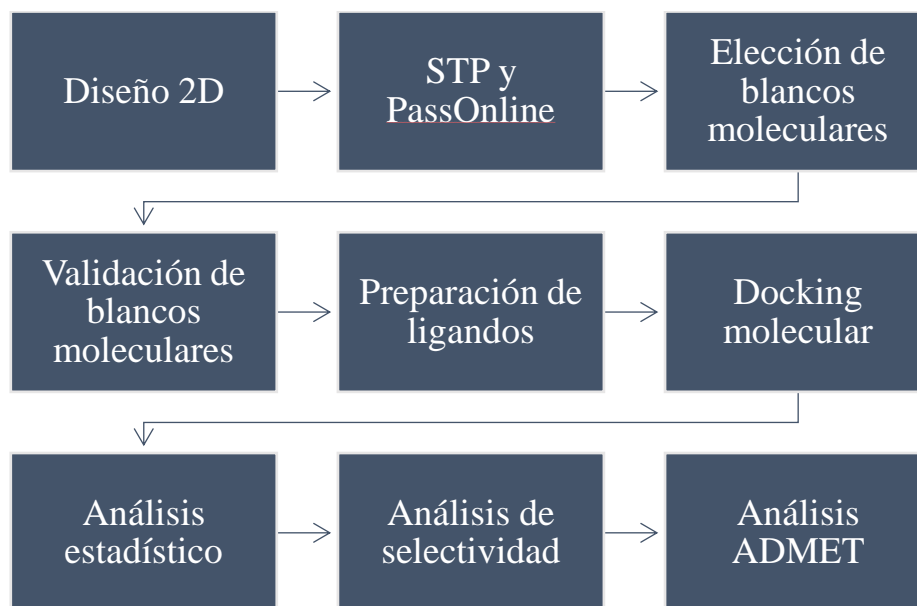 Diseño 2D
STP y
PassOnline
Elección de
blancos
moleculares
Validación de
blancos
moleculares
Preparación de
ligandos
Docking
molecular
Análisis
estadístico
Análisis de
selectividad
Análisis
ADMET